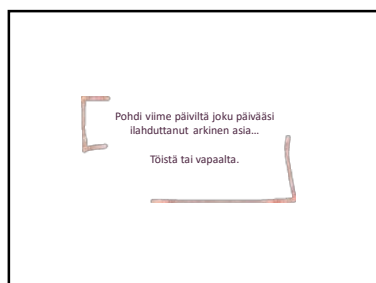 Pohdi viime päiviltä joku päivääsi
ilahduttanut arkinen asia…
Töistä tai vapaalta.